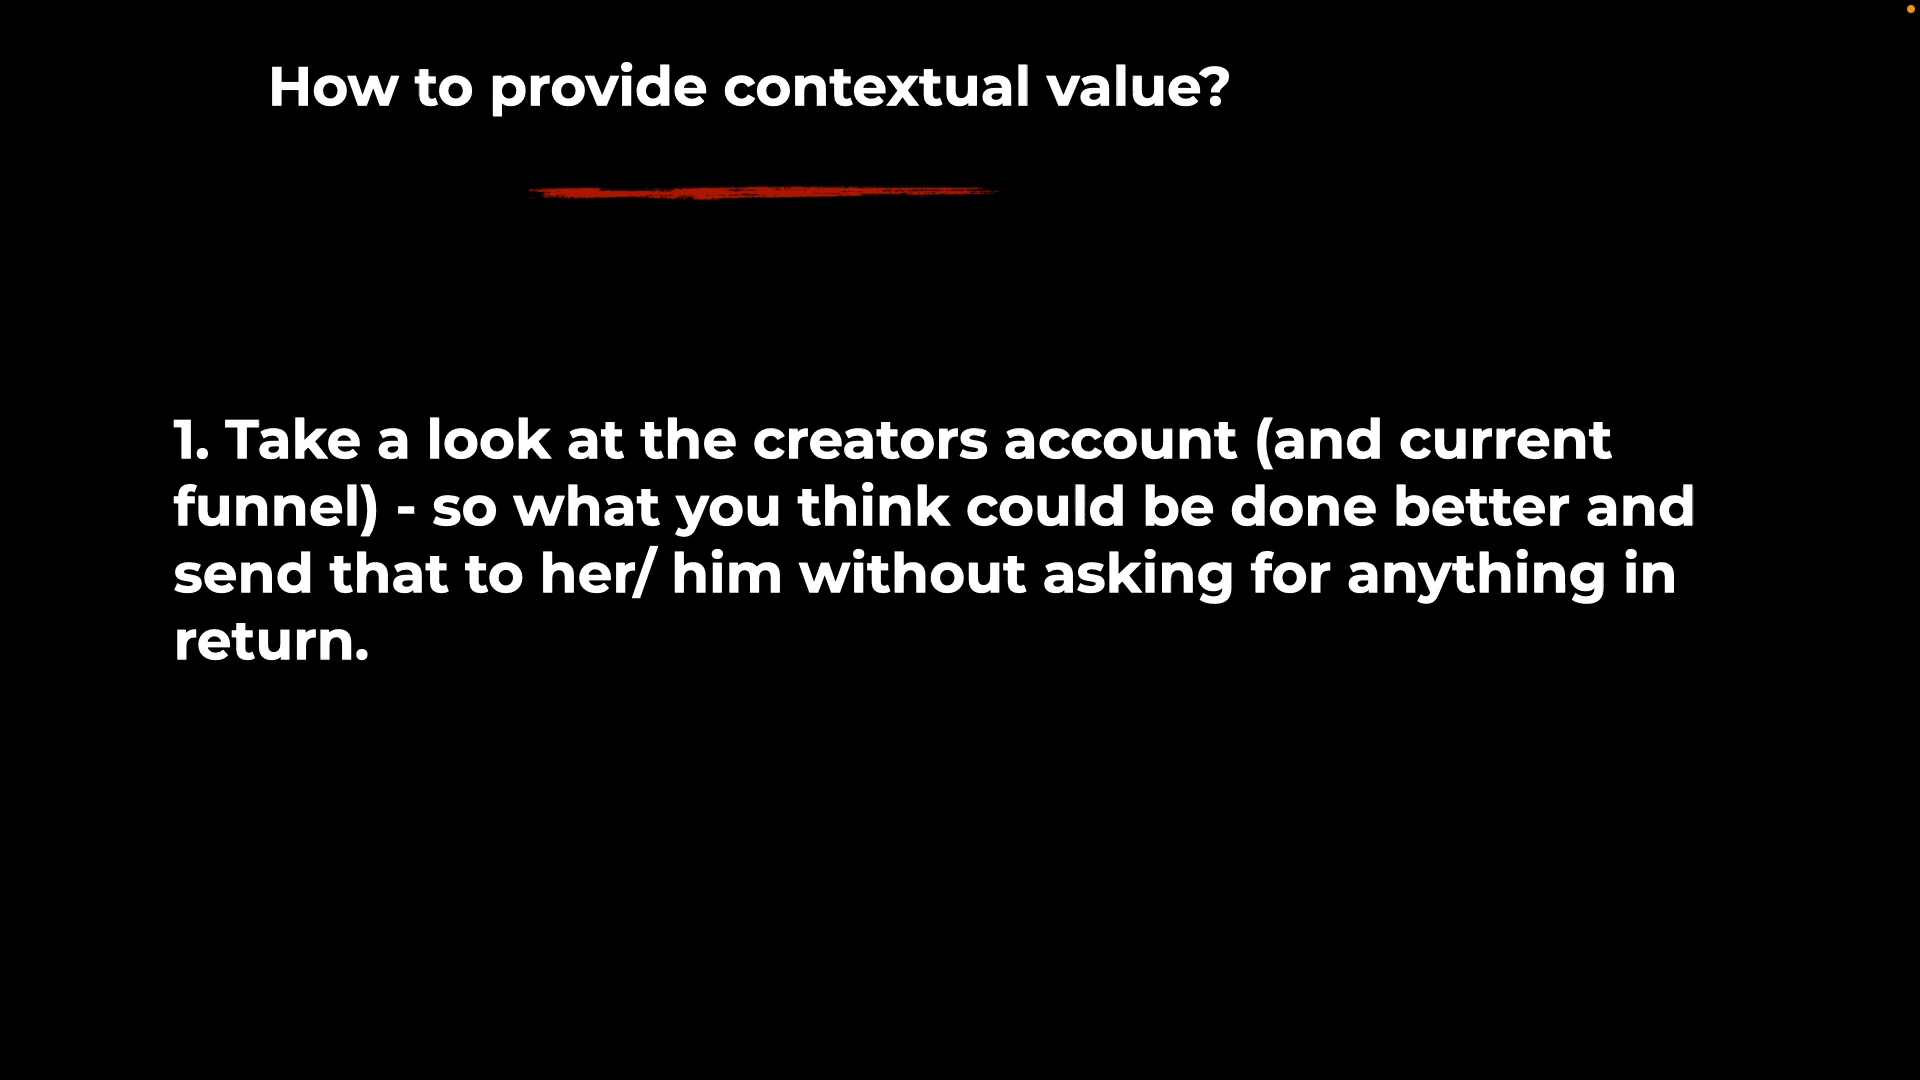 How to provide contextual value?
1. Take a look at the creators account (and current
funnel) - so what you think could be done better and
send that to her/ him without asking for anything in
return.